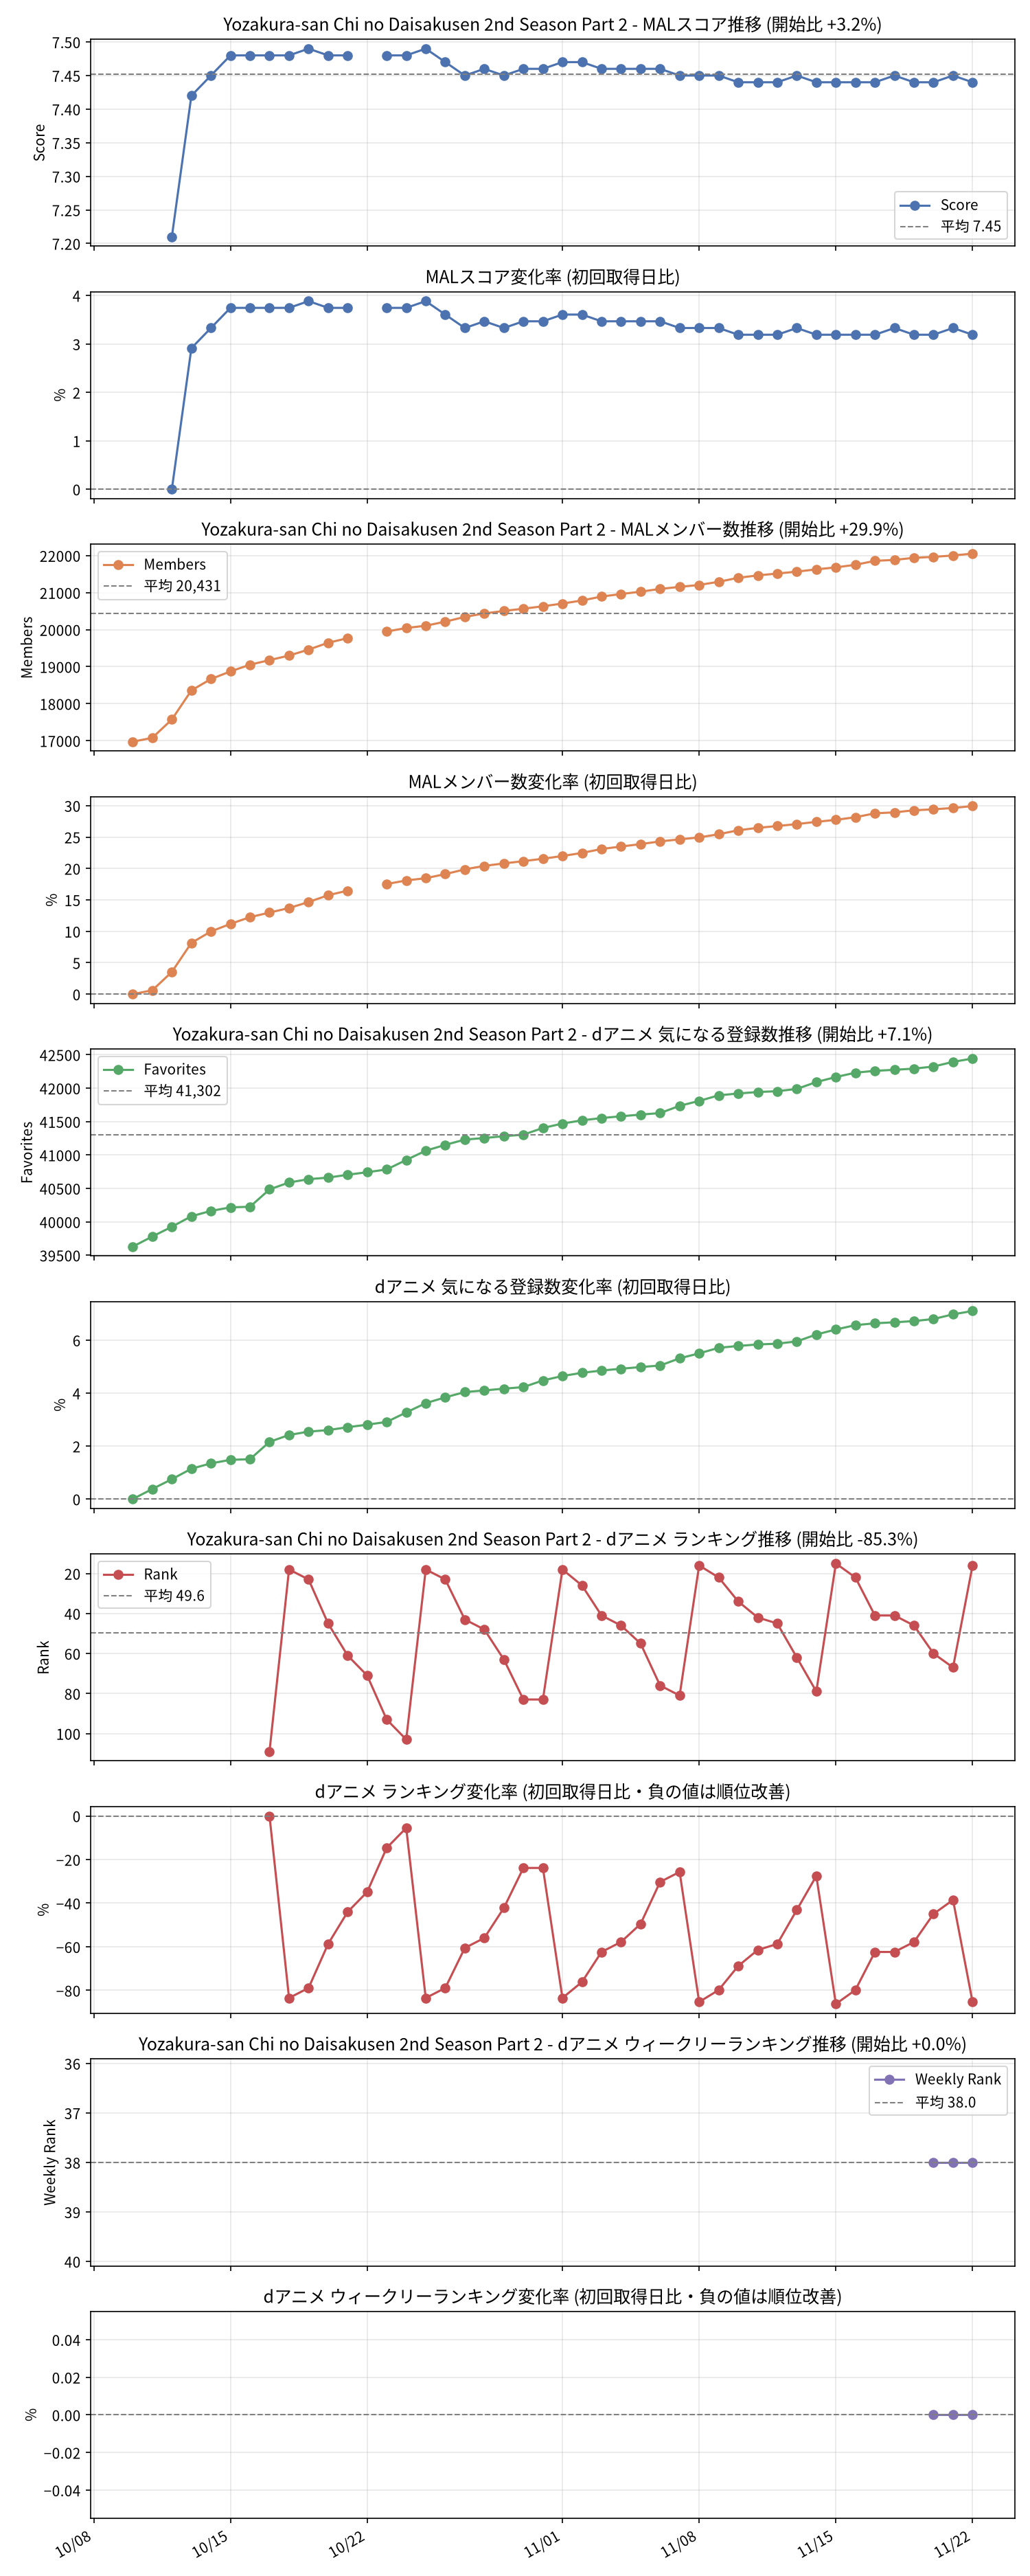 Yozakura-san Chi no Daisakusen 2nd Season Part 2 - MALスコア推移 (開始比 +3.2%)
7.50
7.45
7.40
7.35
7.30
7.25
7.20
Score
Score
平均 7.45
MALスコア変化率 (初回取得日比)
4
3
2
1
0
%
Yozakura-san Chi no Daisakusen 2nd Season Part 2 - MALメンバー数推移 (開始比 +29.9%)
22000
21000
20000
19000
18000
17000
Members
Members
平均 20,431
MALメンバー数変化率 (初回取得日比)
30
25
20
15
10
5
0
%
Yozakura-san Chi no Daisakusen 2nd Season Part 2 - dアニメ 気になる登録数推移 (開始比 +7.1%)
42500
42000
41500
41000
40500
40000
39500
Favorites
Favorites
平均 41,302
dアニメ 気になる登録数変化率 (初回取得日比)
6
4
2
0
%
Yozakura-san Chi no Daisakusen 2nd Season Part 2 - dアニメ ランキング推移 (開始比 -85.3%)
20
40
60
80
100
Rank
Rank
平均 49.6
dアニメ ランキング変化率 (初回取得日比・負の値は順位改善)
0
−20
−40
−60
−80
%
Yozakura-san Chi no Daisakusen 2nd Season Part 2 - dアニメ ウィークリーランキング推移 (開始比 +0.0%)
36
37
38
39
40
Weekly Rank
Weekly Rank
平均 38.0
dアニメ ウィークリーランキング変化率 (初回取得日比・負の値は順位改善)
0.04
0.02
0.00
−0.02
−0.04
%
10/08
10/15
10/22
11/01
11/08
11/15
11/22